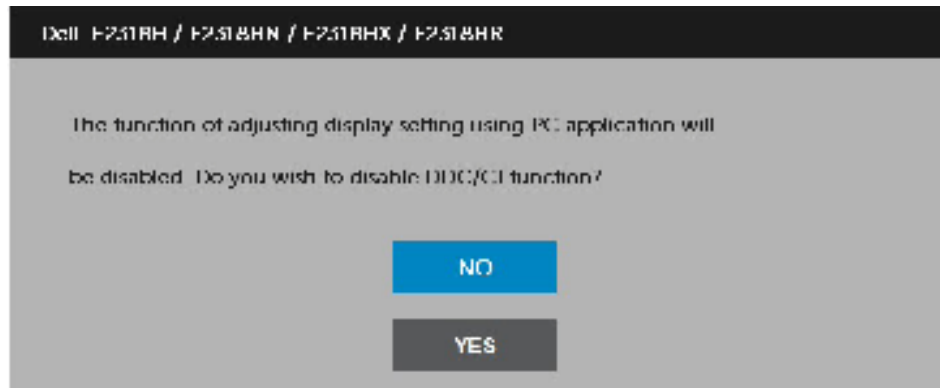 Dell E2318H / E2318HN / E2318HX / E2318HR
The function of adjusting display setting using PC application will
be disabled. Do you wish to disable DDC/CI function?
NO
YES